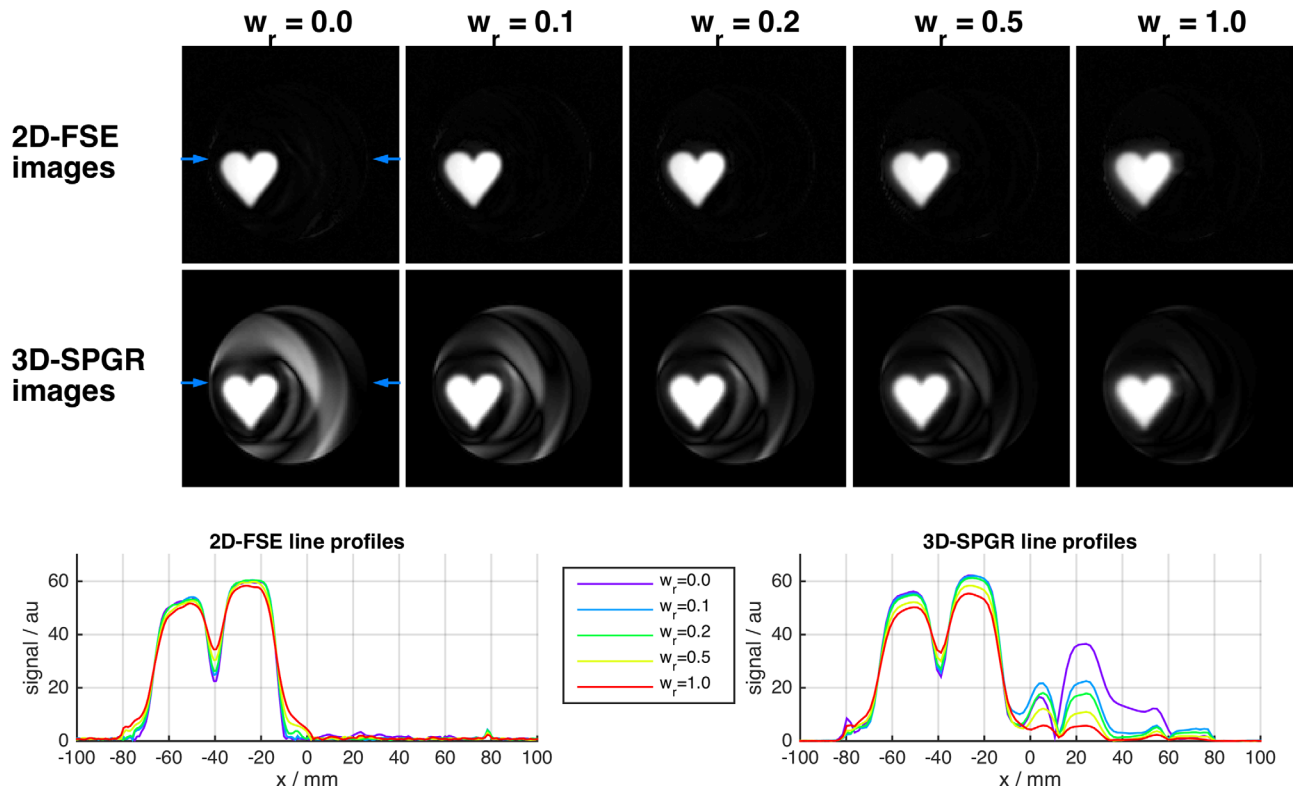 w_r = 0.0 w_r = 0.1 w_r = 0.2 w_r = 0.5 w_r = 1.0
2D-FSE
images
3D-SPGR
images
2D-FSE line profiles
signal / au
60
40
20
0
-100 -80 -60 -40 -20 0 20 40 60 80 100
x / mm
w_r=0.0
w_r=0.1
w_r=0.2
w_r=0.5
w_r=1.0
3D-SPGR line profiles
signal / au
60
40
20
0
-100 -80 -60 -40 -20 0 20 40 60 80 100
x / mm